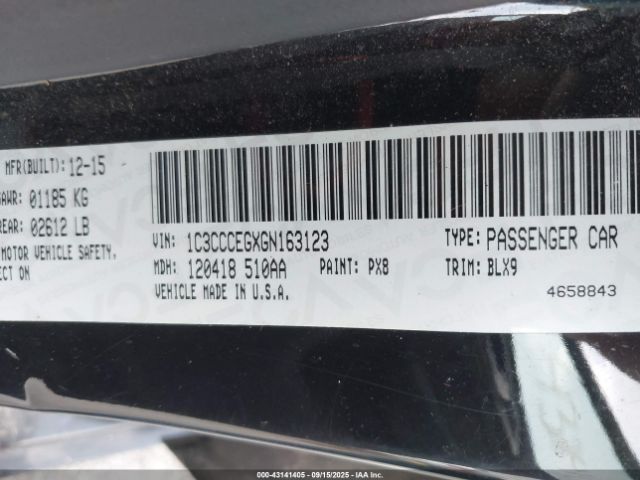 MFR(BUILT): 12-15
GAWR: 01185 KG
REAR: 02612 LB
MOTOR VEHICLE SAFETY,
ECT ON
VIN: 1C3CCCEGXGN163123 TYPE: PASSENGER CAR
MDH: 120418 510AA PAINT: PX8 TRIM: BLX9
VEHICLE MADE IN U.S.A. 4658843
00-43141405 09/15/2025 - IAA Inc.